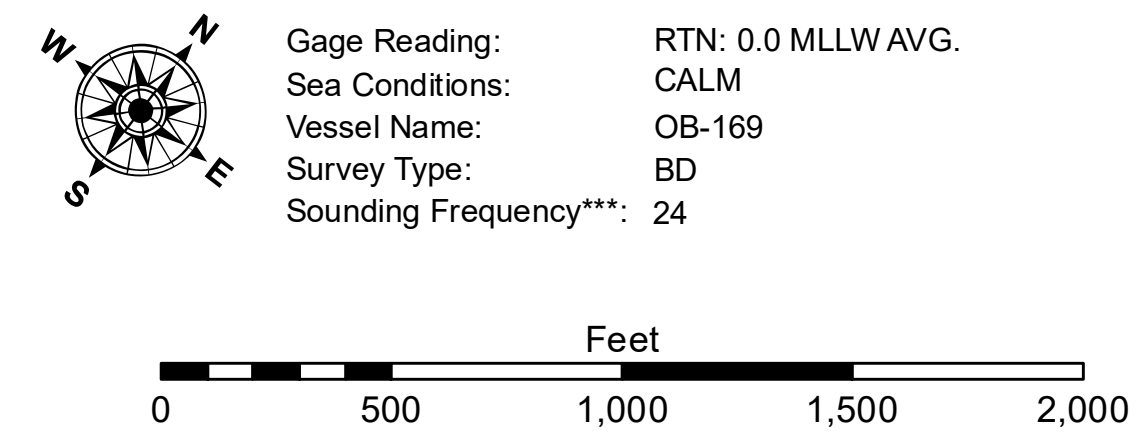 W N
S E
Gage Reading: RTN: 0.0 MLLW AVG.
Sea Conditions: CALM
Vessel Name: OB-169
Survey Type: BD
Sounding Frequency***: 24
Feet
0 500 1,000 1,500 2,000